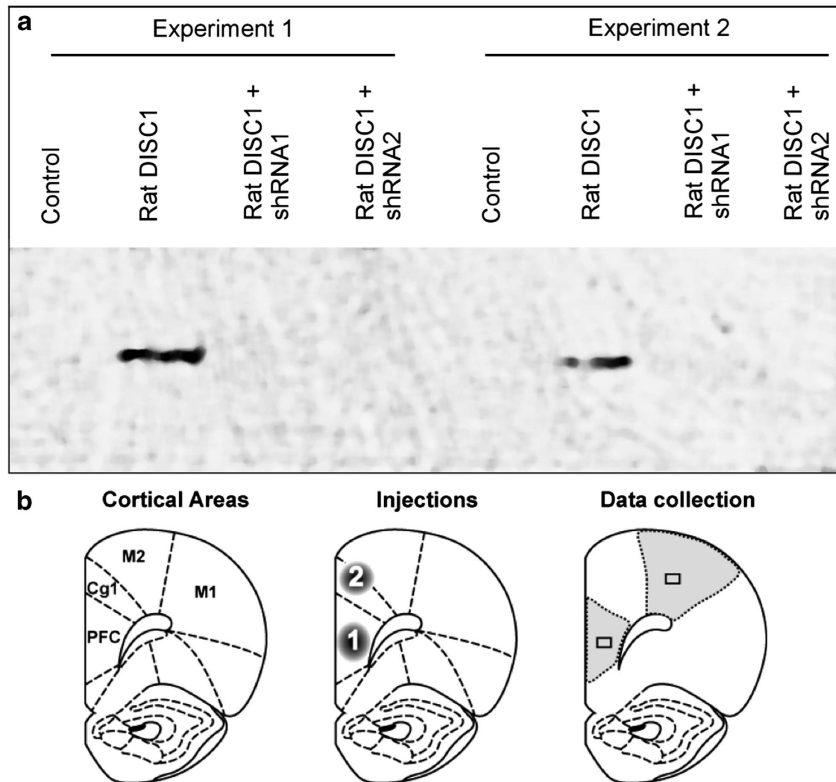 a
Experiment 1
Experiment 2
Control
Rat DISC1
Rat DISC1 +
shRNA1
Rat DISC1 +
shRNA2
Control
Rat DISC1
Rat DISC1 +
shRNA1
Rat DISC1 +
shRNA2
b
Cortical Areas
Injections
Data collection
M2
Cg1
M1
PFC
2
1